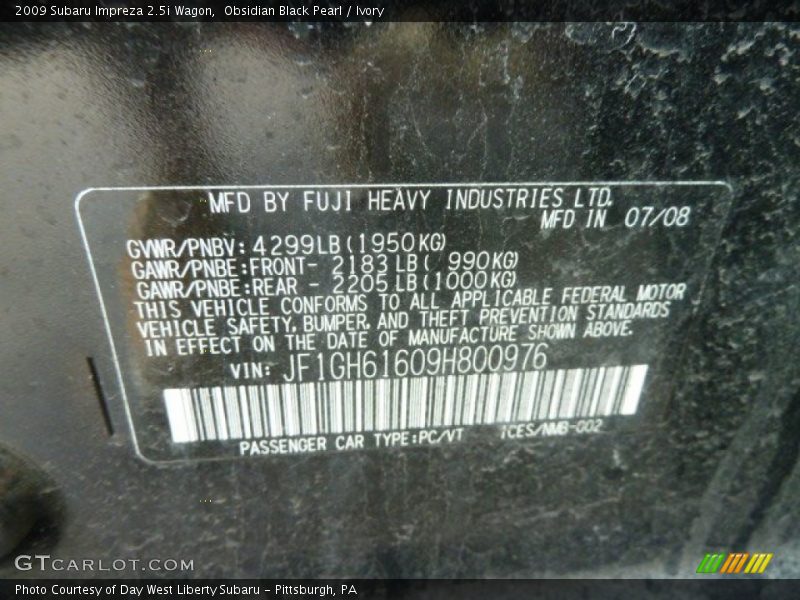 2009 Subaru Impreza 2.5i Wagon,  Obsidian Black Pearl / Ivory
MFD BY FUJI HEAVY INDUSTRIES LTD.
MFD IN 07/08
GVWR/PNBV: 4299LB(1950KG)
GAWR/PNBE:FRONT- 2183LB( 990KG)
GAWR/PNBE:REAR - 2205LB(1000KG)
THIS VEHICLE CONFORMS TO ALL APPLICABLE FEDERAL MOTOR
VEHICLE SAFETY, BUMPER, AND THEFT PREVENTION STANDARDS
IN EFFECT ON THE DATE OF MANUFACTURE SHOWN ABOVE.
VIN: JF1GH61609H800976
PASSENGER CAR TYPE:PC/VT ICES/NMB-002
GTCARLOT.COM
Photo Courtesy of Day West Liberty Subaru - Pittsburgh, PA